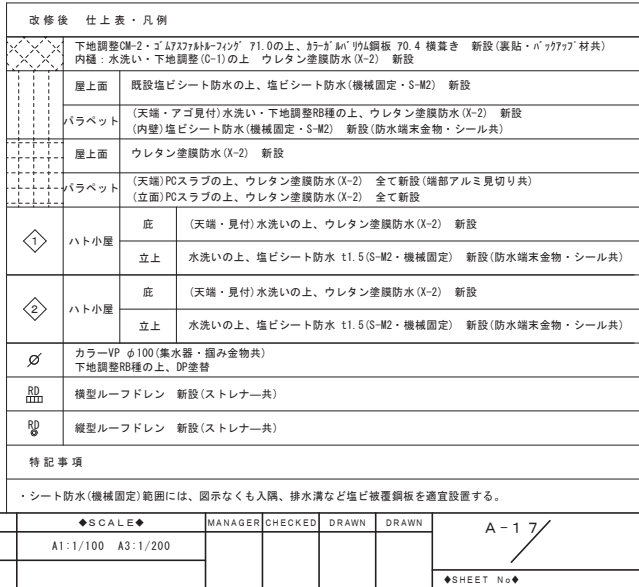 改修後　仕上表・凡例
下地調整CM-2・ｺﾞﾑｱｽﾌｧﾙﾄﾙｰﾌｨﾝｸﾞ ｱ1.0の上、ｶﾗｰｶﾞﾙﾊﾞﾘｳﾑ鋼板 ｱ0.4 横葺き　新設(裏貼・ﾊﾞｯｸｱｯﾌﾟ材共)
内樋：水洗い・下地調整(C-1)の上　ウレタン塗膜防水(X-2)　新設
屋上面　既設塩ビシート防水の上、塩ビシート防水(機械固定・S-M2)　新設
パラペット　(天端・アゴ見付)水洗い・下地調整RB種の上、ウレタン塗膜防水(X-2)　新設
(内壁)塩ビシート防水(機械固定・S-M2)　新設(防水端末金物・シール共)
屋上面　ウレタン塗膜防水(X-2)　新設
パラペット　(天端)PCスラブの上、ウレタン塗膜防水(X-2)　全て新設(端部アルミ見切り共)
(立面)PCスラブの上、ウレタン塗膜防水(X-2)　全て新設
1　ハト小屋　庇　(天端・見付)水洗いの上、ウレタン塗膜防水(X-2)　新設
立上　水洗いの上、塩ビシート防水 t1.5(S-M2・機械固定)　新設(防水端末金物・シール共)
2　ハト小屋　庇　(天端・見付)水洗いの上、ウレタン塗膜防水(X-2)　新設
立上　水洗いの上、塩ビシート防水 t1.5(S-M2・機械固定)　新設(防水端末金物・シール共)
カラーVP φ100(集水器・掴み金物共)
下地調整RB種の上、DP塗替
RD　横型ルーフドレン　新設(ストレナー共)
RD　縦型ルーフドレン　新設(ストレナー共)
特記事項
・シート防水(機械固定)範囲には、図示なくも入隅、排水溝など塩ビ被覆鋼板を適宜設置する。
◆SCALE◆　MANAGER　CHECKED　DRAWN　DRAWN　A-17/
A1:1/100　A3:1/200
◆SHEET No◆